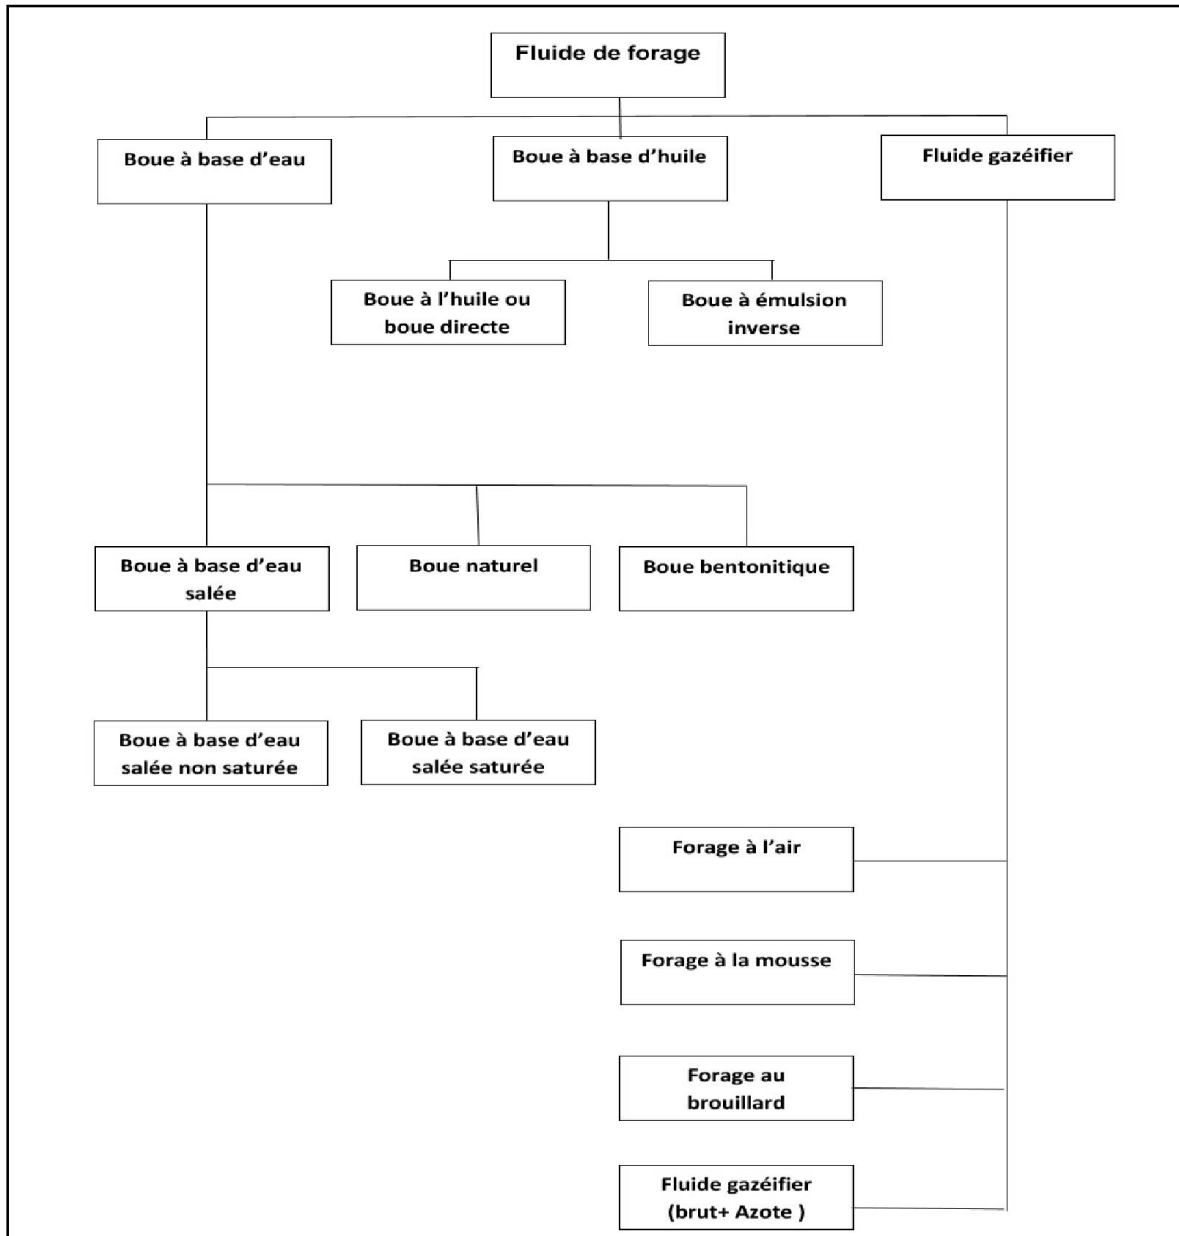 Fluide de forage
Boue à base d'eau
Boue à base d'huile
Fluide gazéifier
Boue à l'huile ou
boue directe
Boue à émulsion
inverse
Boue à base d'eau
salée
Boue naturel
Boue bentonitique
Boue à base d'eau
salée non saturée
Boue à base d'eau
salée saturée
Forage à l'air
Forage à la mousse
Forage au
brouillard
Fluide gazéifier
(brut+ Azote )